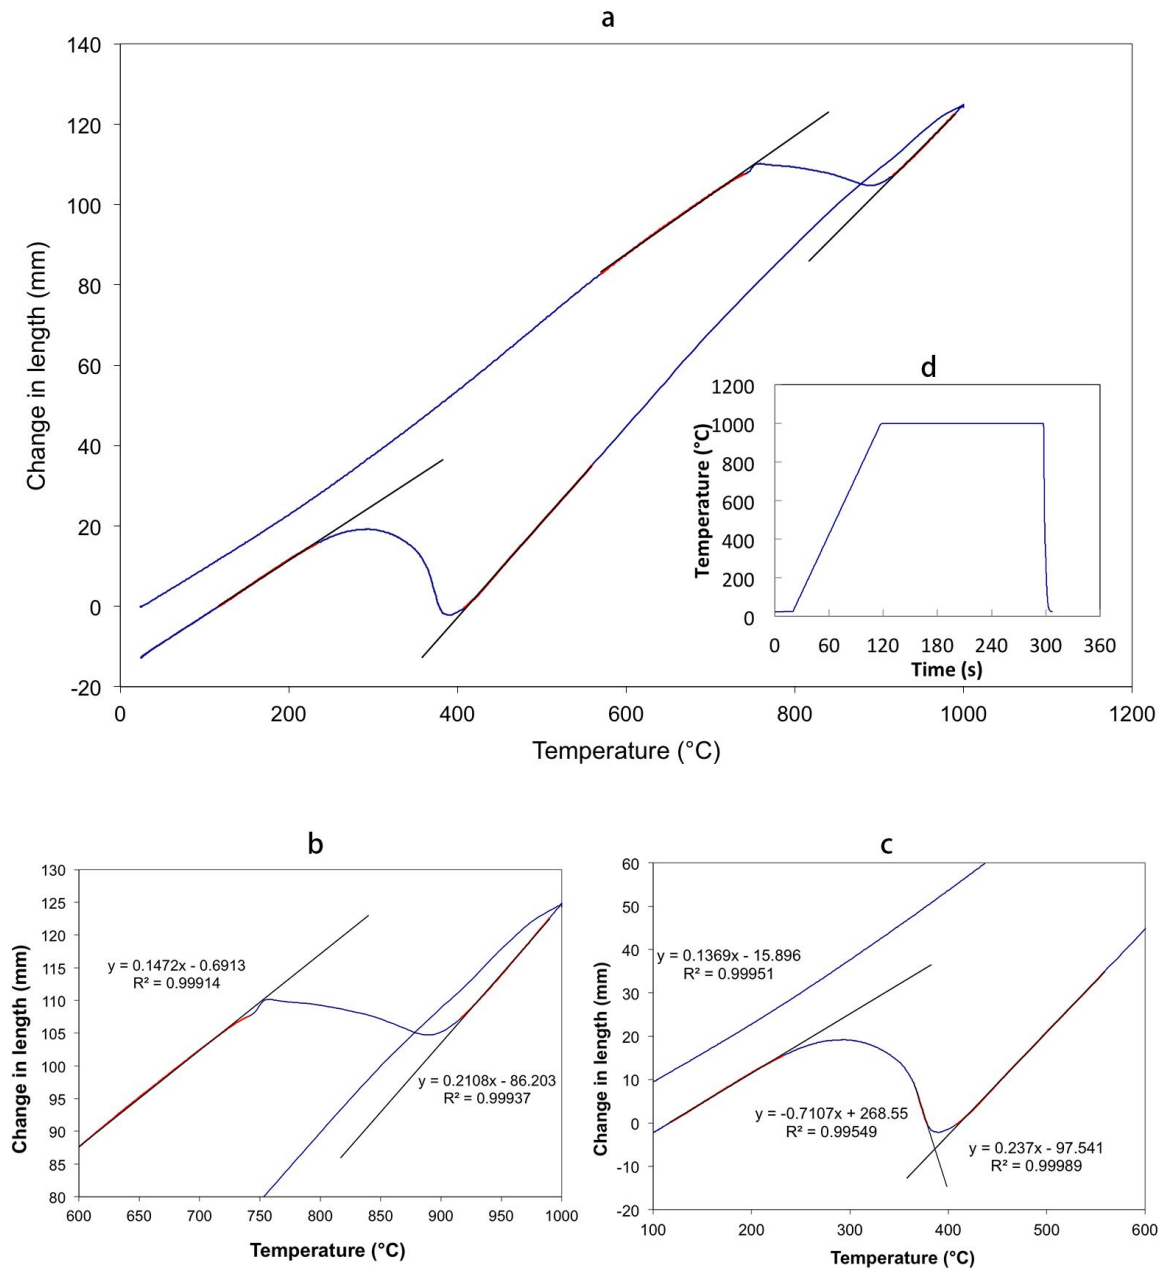 a
140
120
100
80
60
40
20
0
-20
Change in length (mm)
0 200 400 600 800 1000 1200
Temperature (°C)
d
1200
1000
800
600
400
200
0
Temperature (°C)
0 60 120 180 240 300 360
Time (s)
b
130
125
120
115
110
105
100
95
90
85
80
Change in length (mm)
y = 0.1472x - 0.6913
R² = 0.99914
y = 0.2108x - 86.203
R² = 0.99937
600 650 700 750 800 850 900 950 1000
Temperature (°C)
c
60
50
40
30
20
10
0
-10
-20
Change in length (mm)
y = 0.1369x - 15.896
R² = 0.99951
y = -0.7107x + 268.55
R² = 0.99549
y = 0.237x - 97.541
R² = 0.99989
100 200 300 400 500 600
Temperature (°C)